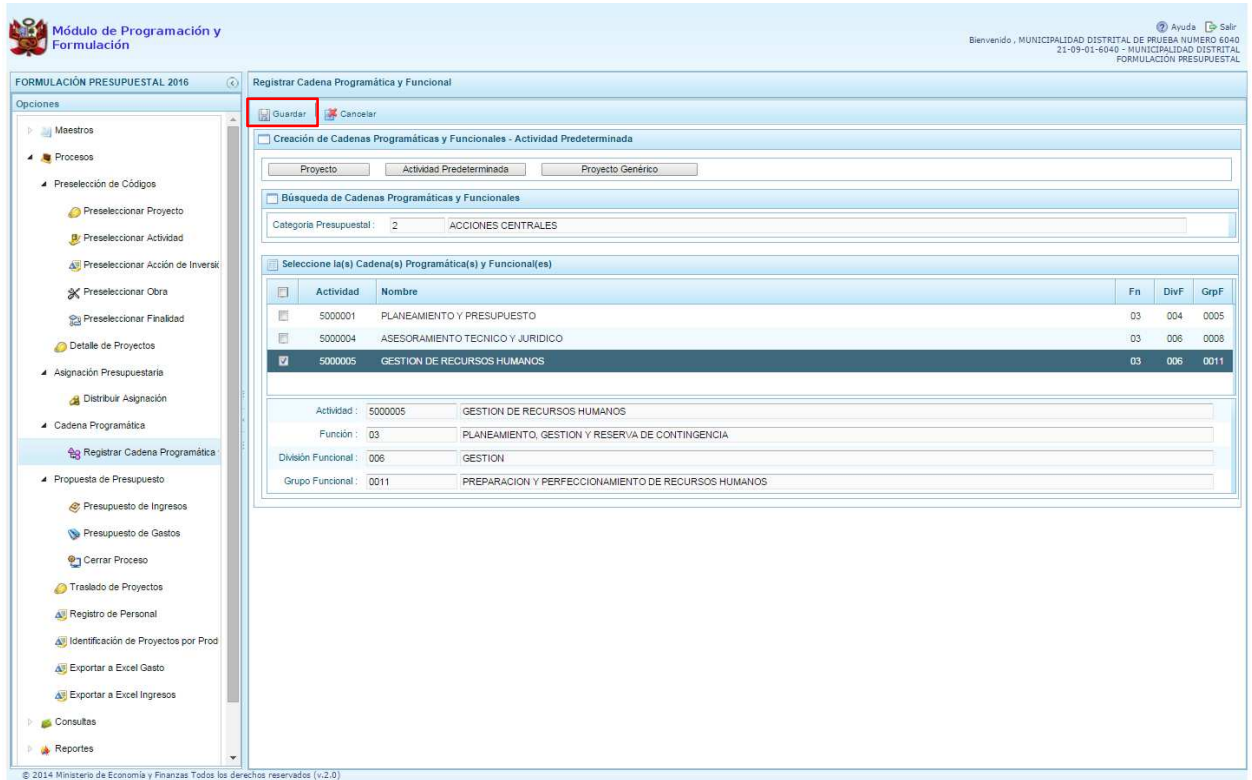 Módulo de Programación y
Formulación
Ayuda Salir
Bienvenido , MUNICIPALIDAD DISTRITAL DE PRUEBA NUMERO 6040
21-09-01-6040 - MUNICIPALIDAD DISTRITAL
FORMULACIÓN PRESUPUESTAL
FORMULACIÓN PRESUPUESTAL 2016
Opciones
Maestros
Procesos
Preselección de Códigos
Preseleccionar Proyecto
Preseleccionar Actividad
Preseleccionar Acción de Inversió
Preseleccionar Obra
Preseleccionar Finalidad
Detalle de Proyectos
Asignación Presupuestaria
Distribuir Asignación
Cadena Programática
Registrar Cadena Programática
Propuesta de Presupuesto
Presupuesto de Ingresos
Presupuesto de Gastos
Cerrar Proceso
Traslado de Proyectos
Registro de Personal
Identificación de Proyectos por Prod
Exportar a Excel Gasto
Exportar a Excel Ingresos
Consultas
Reportes
Registrar Cadena Programática y Funcional
Guardar Cancelar
Creación de Cadenas Programáticas y Funcionales - Actividad Predeterminada
Proyecto Actividad Predeterminada Proyecto Genérico
Búsqueda de Cadenas Programáticas y Funcionales
Categoría Presupuestal : 2 ACCIONES CENTRALES
Seleccione la(s) Cadena(s) Programática(s) y Funcional(es)
Actividad Nombre Fn DivF GrpF
5000001 PLANEAMIENTO Y PRESUPUESTO 03 004 0005
5000004 ASESORAMIENTO TECNICO Y JURIDICO 03 006 0008
5000005 GESTION DE RECURSOS HUMANOS 03 006 0011
Actividad : 5000005 GESTION DE RECURSOS HUMANOS
Función : 03 PLANEAMIENTO, GESTION Y RESERVA DE CONTINGENCIA
División Funcional : 006 GESTION
Grupo Funcional : 0011 PREPARACION Y PERFECCIONAMIENTO DE RECURSOS HUMANOS
© 2014 Ministerio de Economía y Finanzas Todos los derechos reservados (v.2.0)